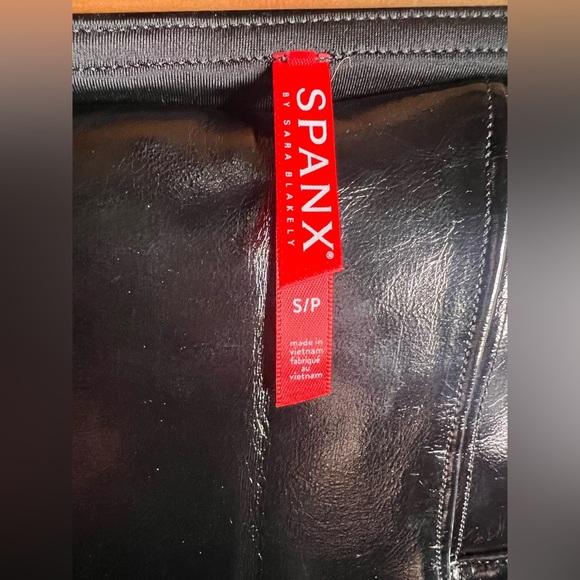 SPANX®
BY SARA BLAKELY
S/P
made in
vietnam
fabriqué
au
vietnam